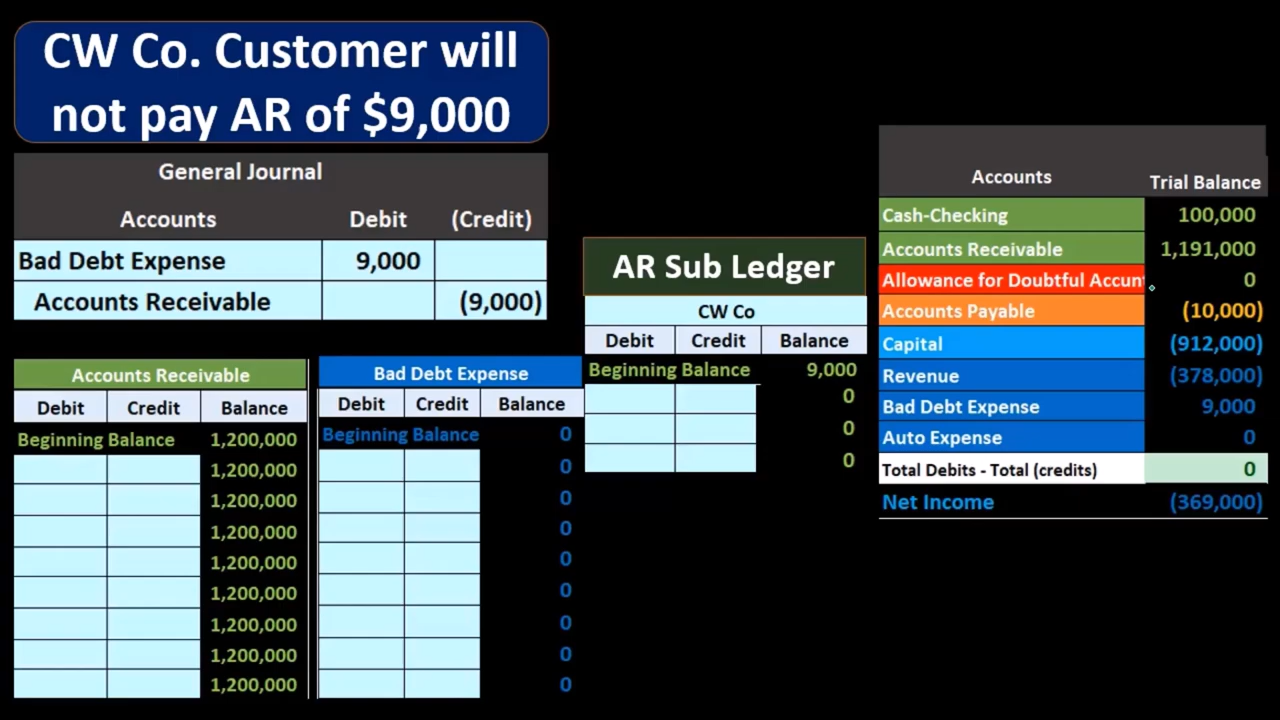 CW Co. Customer will
not pay AR of $9,000
General Journal
Accounts Debit (Credit)
Bad Debt Expense 9,000
Accounts Receivable (9,000)
Accounts Receivable
Debit Credit Balance
Beginning Balance 1,200,000
1,200,000
1,200,000
1,200,000
1,200,000
1,200,000
1,200,000
1,200,000
1,200,000
Bad Debt Expense
Debit Credit Balance
Beginning Balance 0
0
0
0
0
0
0
0
0
AR Sub Ledger
CW Co
Debit Credit Balance
Beginning Balance 9,000
0
0
0
Accounts Trial Balance
Cash-Checking 100,000
Accounts Receivable 1,191,000
Allowance for Doubtful Accunt 0
Accounts Payable (10,000)
Capital (912,000)
Revenue (378,000)
Bad Debt Expense 9,000
Auto Expense 0
Total Debits - Total (credits) 0
Net Income (369,000)